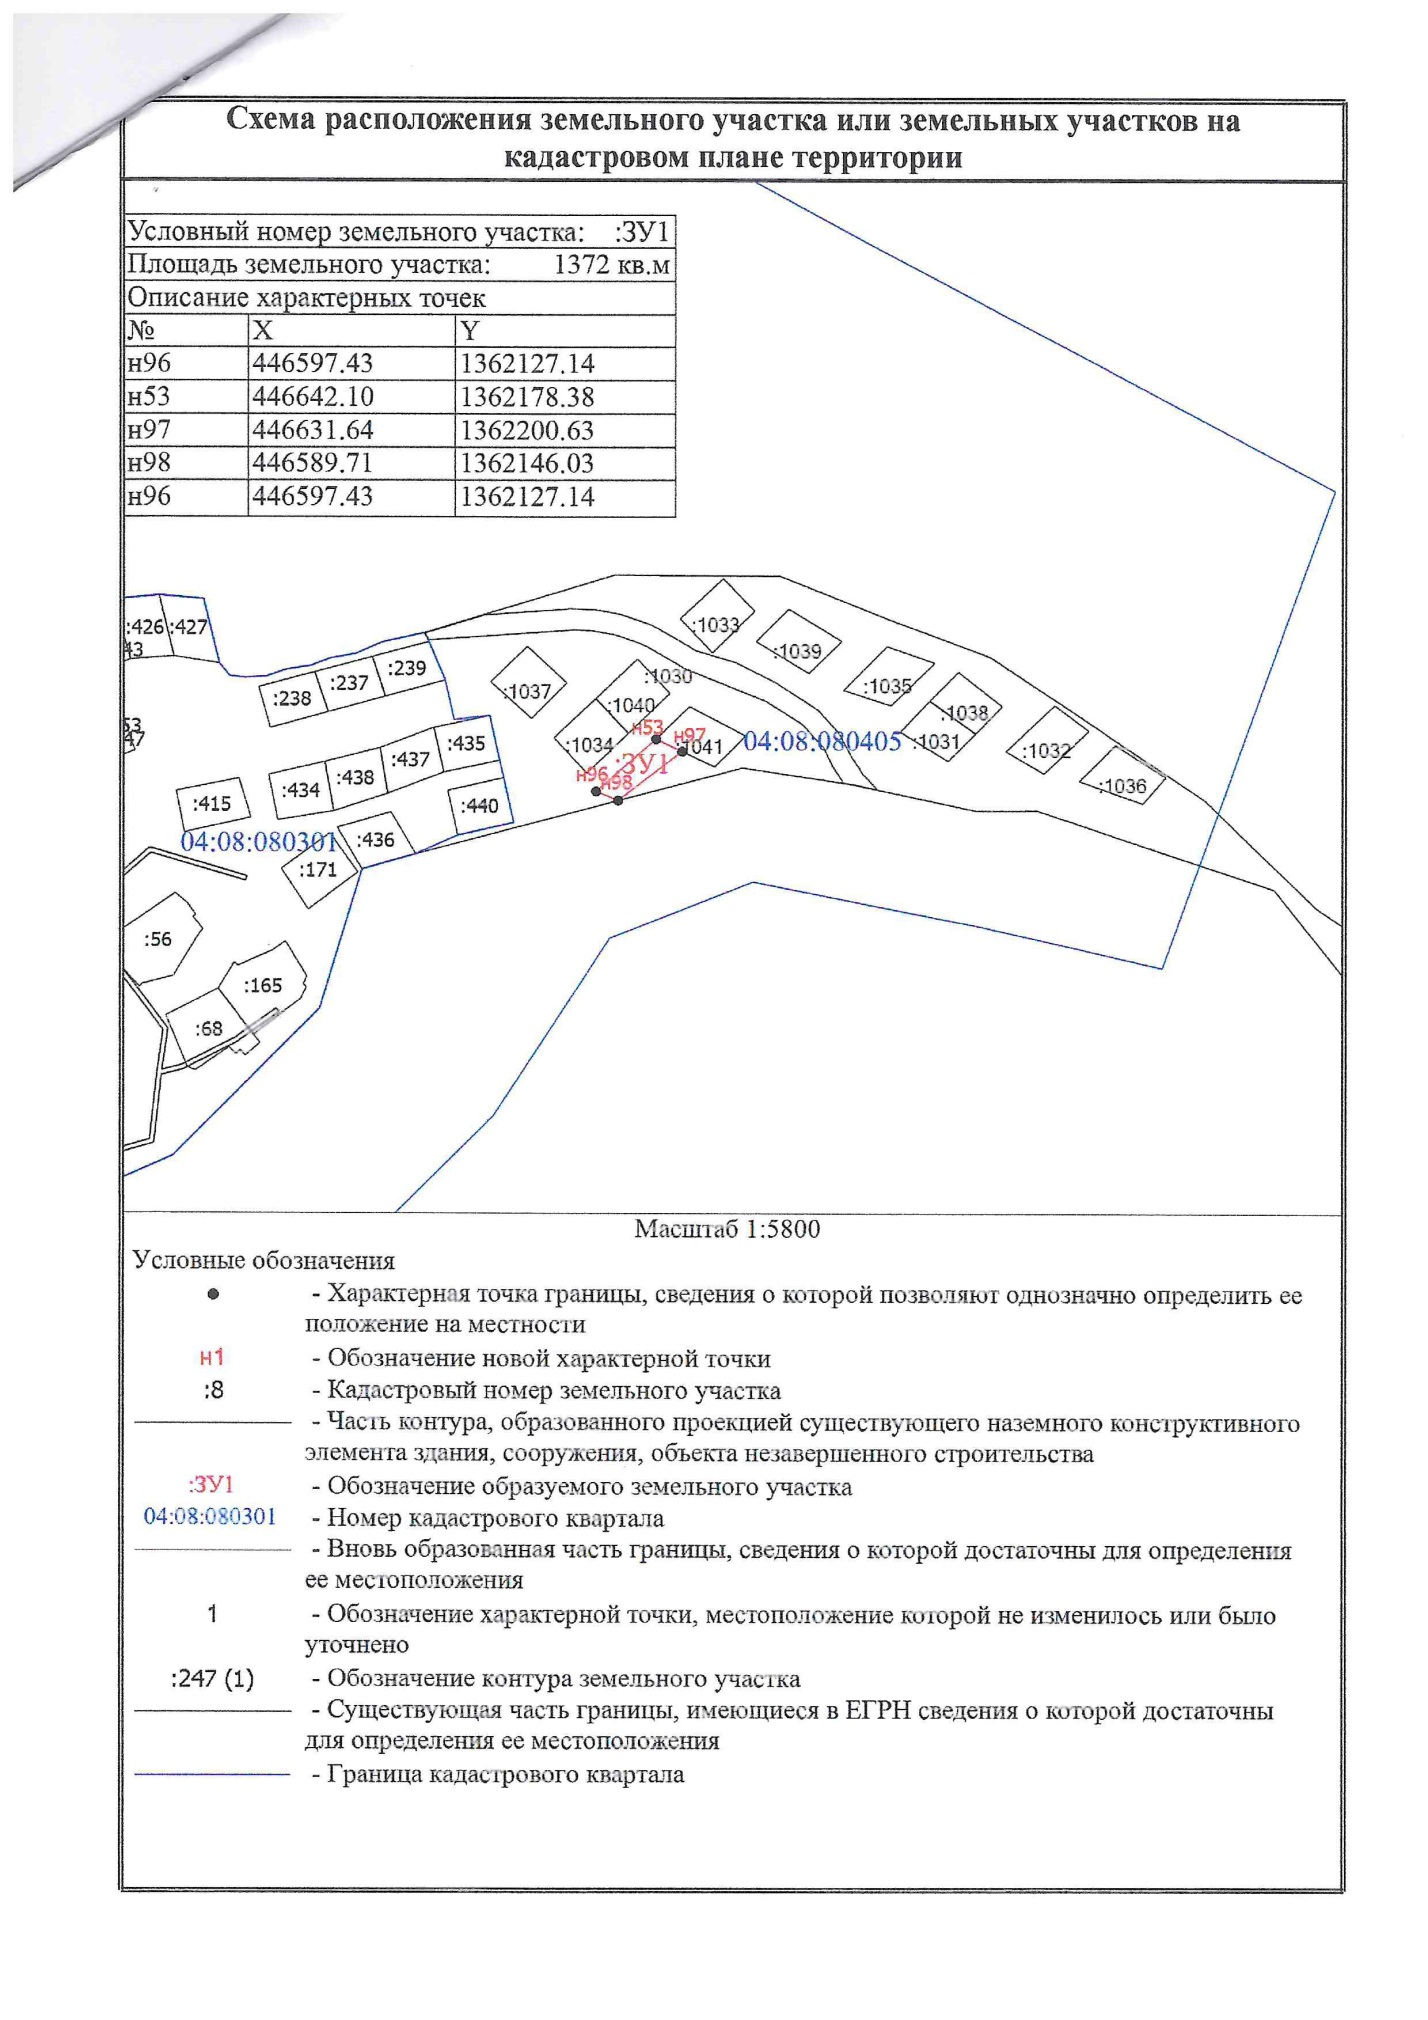 Схема расположения земельного участка или земельных участков на
кадастровом плане территории
Условный номер земельного участка: :ЗУ1
Площадь земельного участка: 1372 кв.м
Описание характерных точек
№ X Y
н96 446597.43 1362127.14
н53 446642.10 1362178.38
н97 446631.64 1362200.63
н98 446589.71 1362146.03
н96 446597.43 1362127.14
:426 :427
43
:238 :237 :239
53
47
:415 :434 :438 :437 :435
:440
:436
04:08:080301
:171
:56
:165
:68
:1037
:1030
:1040
:1034
н53
н97
:1041
:ЗУ1
н96
н98
04:08:080405
:1033
:1039
:1035
:1038
:1031
:1032
:1036
Масштаб 1:5800
Условные обозначения
- Характерная точка границы, сведения о которой позволяют однозначно определить ее
положение на местности
н1 - Обозначение новой характерной точки
:8 - Кадастровый номер земельного участка
- Часть контура, образованного проекцией существующего наземного конструктивного
элемента здания, сооружения, объекта незавершенного строительства
:ЗУ1 - Обозначение образуемого земельного участка
04:08:080301 - Номер кадастрового квартала
- Вновь образованная часть границы, сведения о которой достаточны для определения
ее местоположения
1 - Обозначение характерной точки, местоположение которой не изменилось или было
уточнено
:247 (1) - Обозначение контура земельного участка
- Существующая часть границы, имеющиеся в ЕГРН сведения о которой достаточны
для определения ее местоположения
- Граница кадастрового квартала